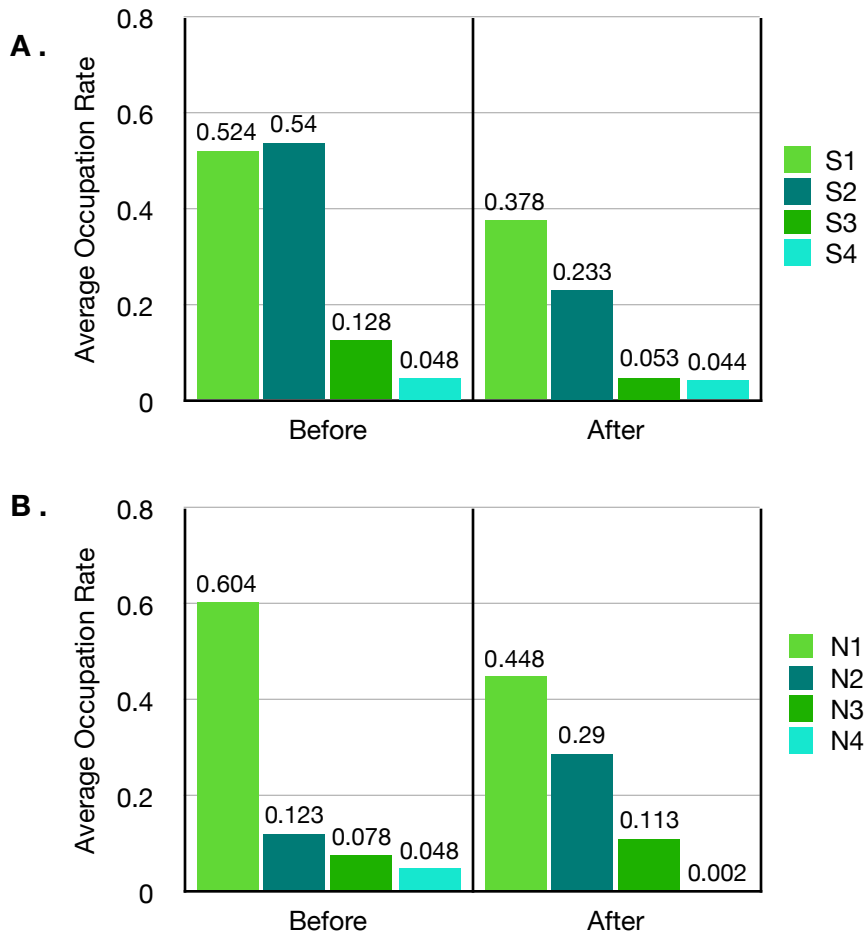 A .
Average Occupation Rate
0.8
0.6
0.4
0.2
0
0.524
0.54
0.128
0.048
0.378
0.233
0.053
0.044
Before
After
S1
S2
S3
S4
B .
Average Occupation Rate
0.8
0.6
0.4
0.2
0
0.604
0.123
0.078
0.048
0.448
0.29
0.113
0.002
Before
After
N1
N2
N3
N4